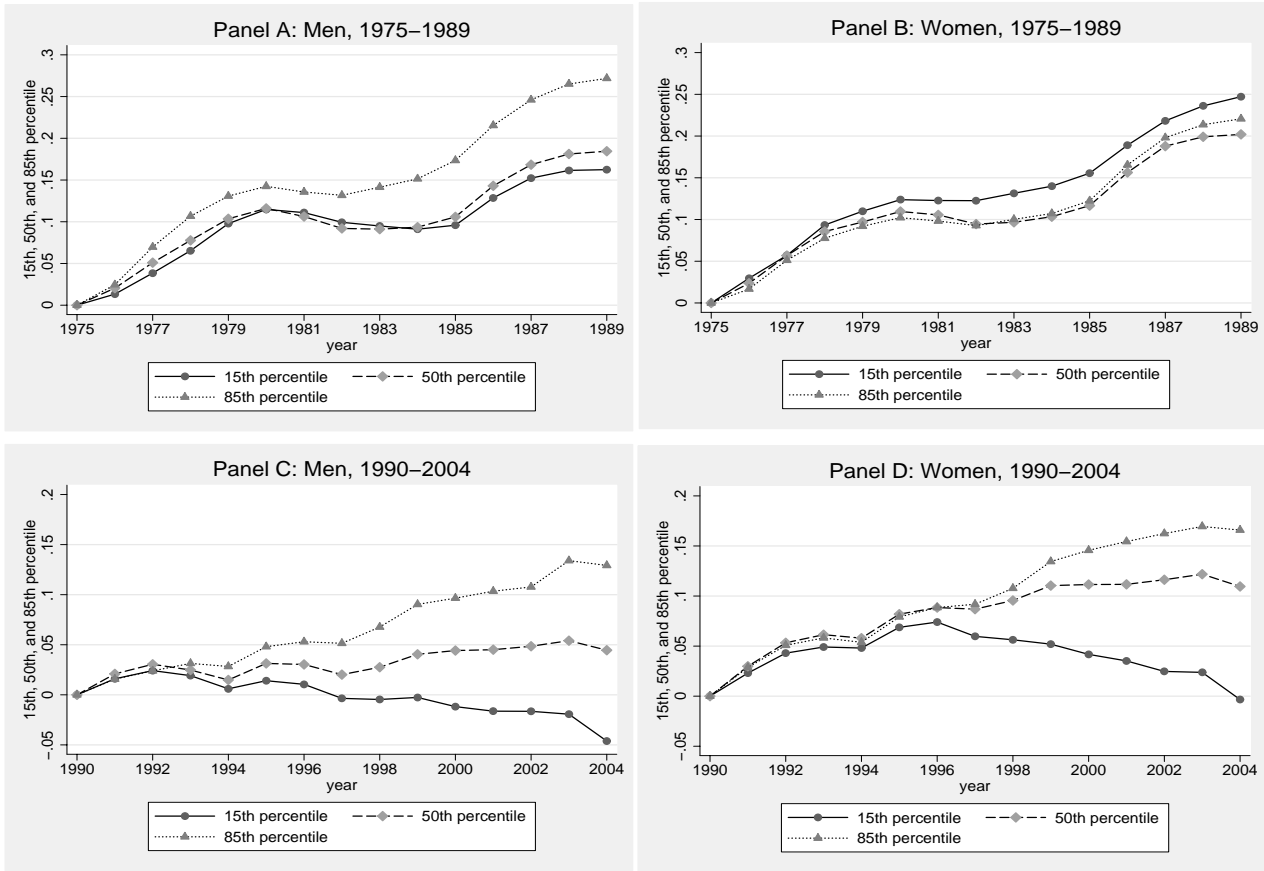 Panel A: Men, 1975−1989
15th, 50th, and 85th percentile
.3
.25
.2
.15
.1
.05
0
1975 1977 1979 1981 1983 1985 1987 1989
year
15th percentile 50th percentile
85th percentile
Panel B: Women, 1975−1989
15th, 50th, and 85th percentile
.3
.25
.2
.15
.1
.05
0
1975 1977 1979 1981 1983 1985 1987 1989
year
15th percentile 50th percentile
85th percentile
Panel C: Men, 1990−2004
15th, 50th, and 85th percentile
.2
.15
.1
.05
0
−.05
1990 1992 1994 1996 1998 2000 2002 2004
year
15th percentile 50th percentile
85th percentile
Panel D: Women, 1990−2004
15th, 50th, and 85th percentile
.2
.15
.1
.05
0
−.05
1990 1992 1994 1996 1998 2000 2002 2004
year
15th percentile 50th percentile
85th percentile